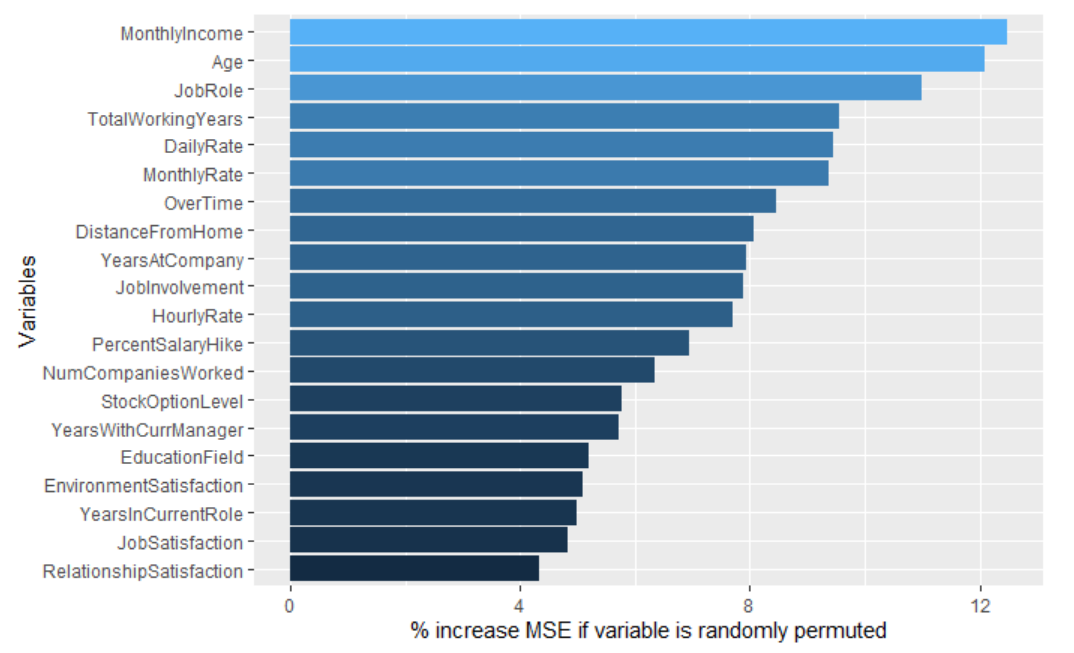 MonthlyIncome
Age
JobRole
TotalWorkingYears
DailyRate
MonthlyRate
OverTime
DistanceFromHome
YearsAtCompany
JobInvolvement
HourlyRate
PercentSalaryHike
NumCompaniesWorked
StockOptionLevel
YearsWithCurrManager
EducationField
EnvironmentSatisfaction
YearsInCurrentRole
JobSatisfaction
RelationshipSatisfaction
Variables
0 4 8 12
% increase MSE if variable is randomly permuted